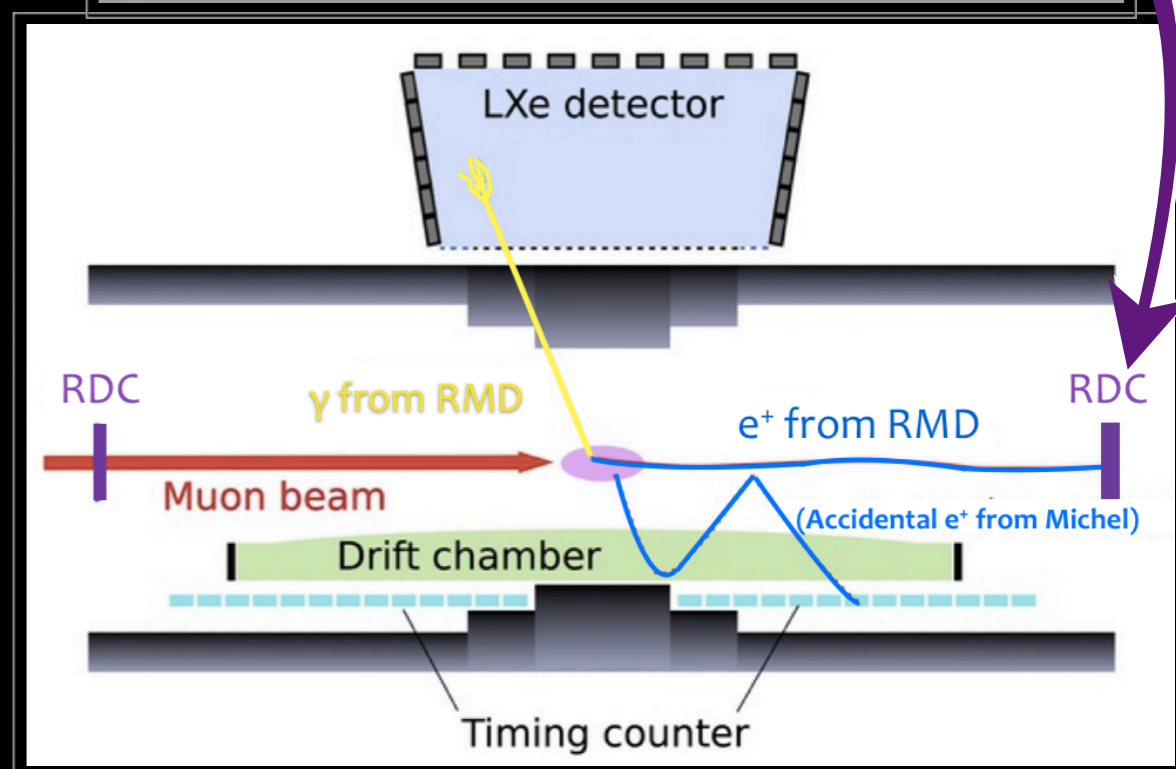 LXe detector
RDC
γ from RMD
RDC
e⁺ from RMD
Muon beam
(Accidental e⁺ from Michel)
Drift chamber
Timing counter